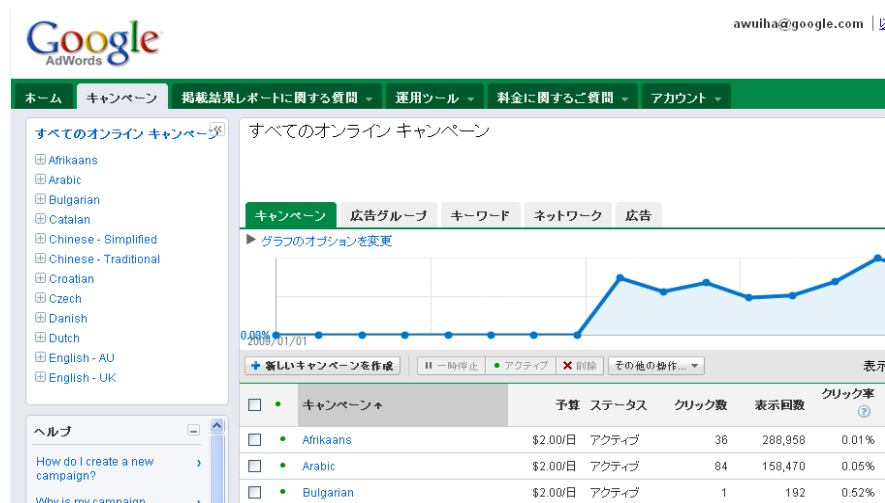 awuiha@google.com
Google
AdWords
ホーム キャンペーン 掲載結果レポートに関する質問 運用ツール 料金に関するご質問 アカウント
すべてのオンライン キャンペーン
Afrikaans
Arabic
Bulgarian
Catalan
Chinese - Simplified
Chinese - Traditional
Croatian
Czech
Danish
Dutch
English - AU
English - UK
ヘルプ
How do I create a new
campaign?
Why is my campaign
すべてのオンライン キャンペーン
キャンペーン 広告グループ キーワード ネットワーク 広告
グラフのオプションを変更
0.00%
2009/01/01
新しいキャンペーンを作成 一時停止 アクティブ 削除 その他の操作... 表示
キャンペーン↑ 予算 ステータス クリック数 表示回数 クリック率 ?
Afrikaans $2.00/日 アクティブ 36 288,958 0.01%
Arabic $2.00/日 アクティブ 84 158,470 0.05%
Bulgarian $2.00/日 アクティブ 1 192 0.52%